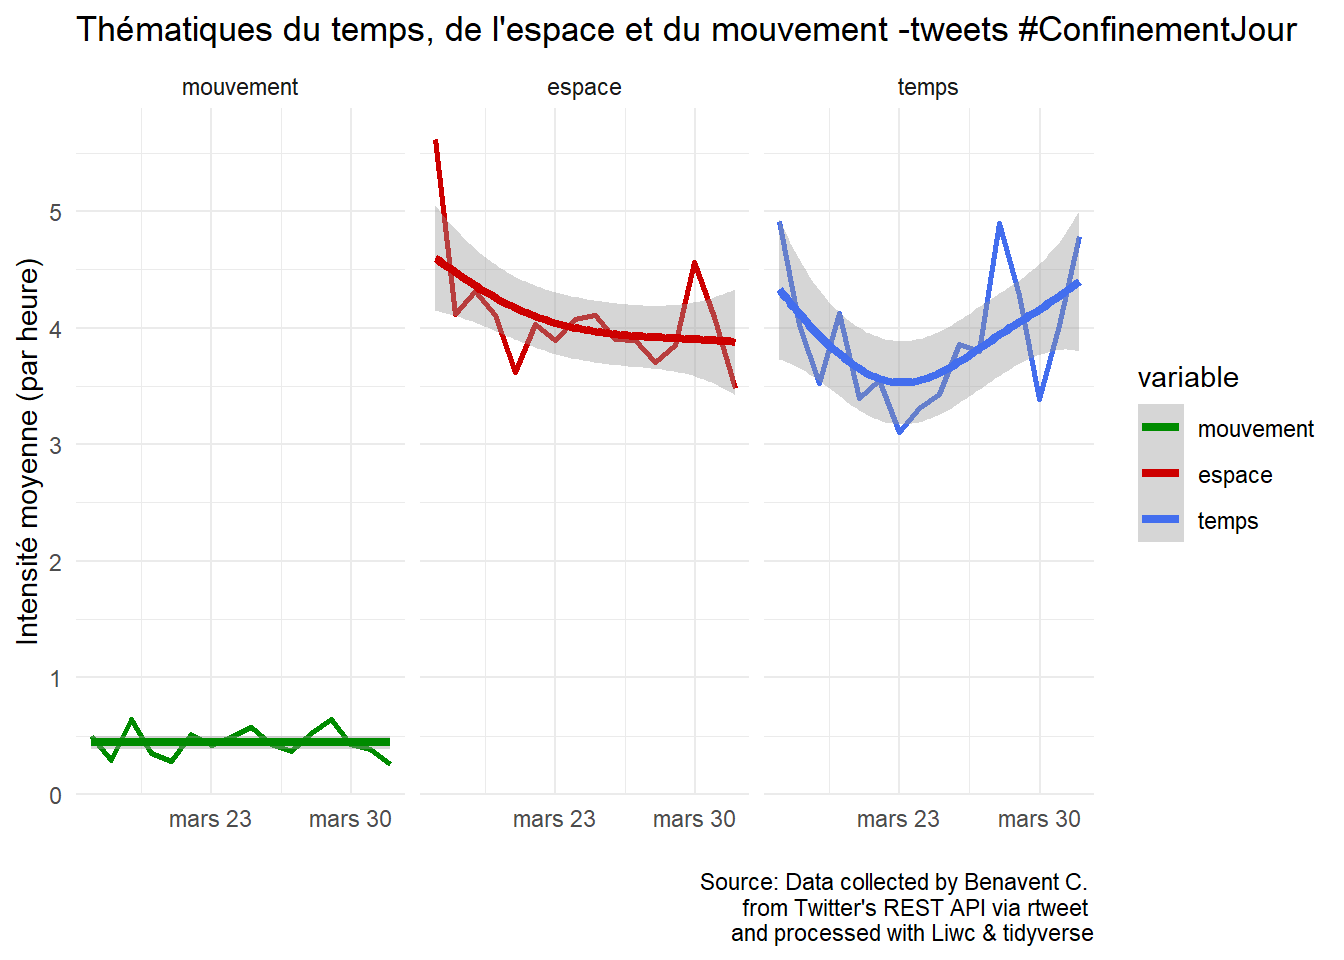 Thématiques du temps, de l'espace et du mouvement -tweets #ConfinementJour
mouvement
espace
temps
Intensité moyenne (par heure)
5
4
3
2
1
0
mars 23
mars 30
mars 23
mars 30
mars 23
mars 30
variable
mouvement
espace
temps
Source: Data collected by Benavent C.
from Twitter's REST API via rtweet
and processed with Liwc & tidyverse